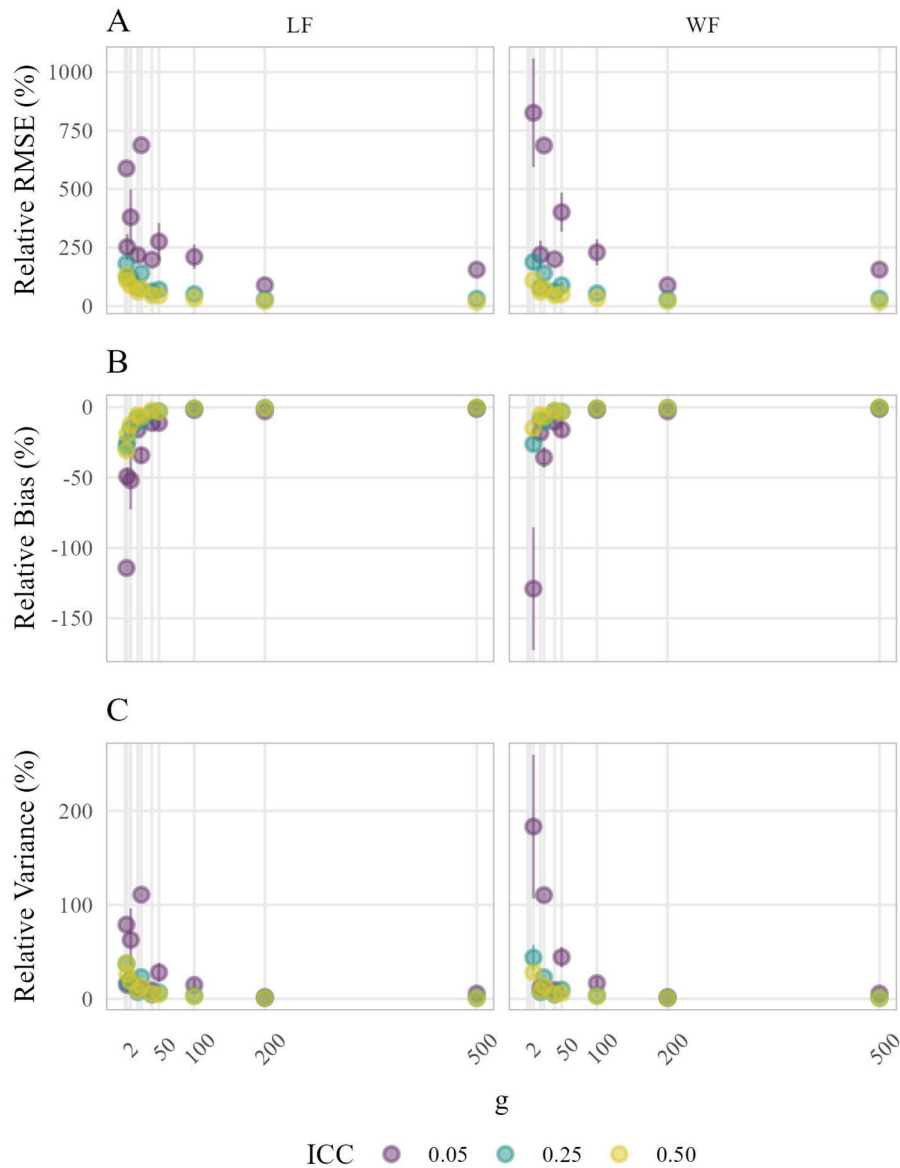 A
LF
WF
Relative RMSE (%)
1000
750
500
250
0
B
Relative Bias (%)
0
-50
-100
-150
C
Relative Variance (%)
200
100
0
2 50 100 200 500
2 50 100 200 500
g
ICC 0.05 0.25 0.50